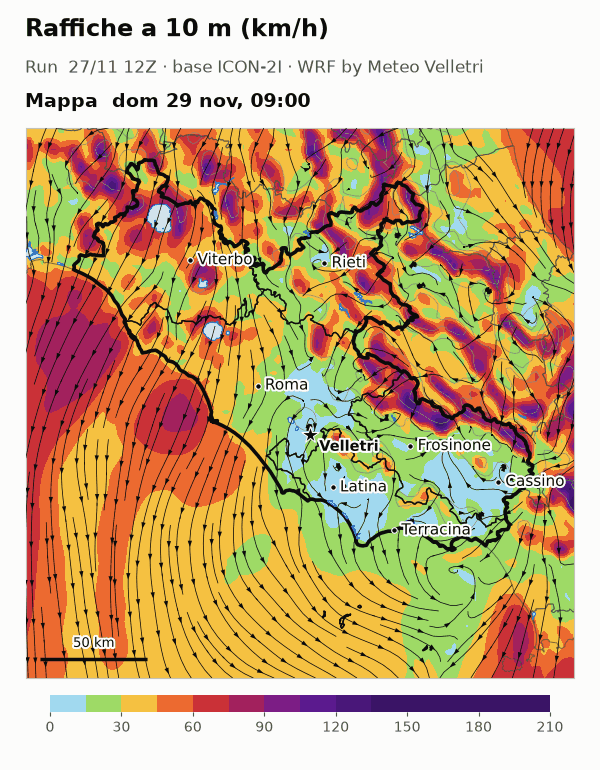 Raffiche a 10 m (km/h)
Run  27/11 12Z · base ICON-2I · WRF by Meteo Velletri
Mappa  dom 29 nov, 09:00
Viterbo
Rieti
Roma
Velletri
Frosinone
Latina
Cassino
Terracina
50 km
0 30 60 90 120 150 180 210